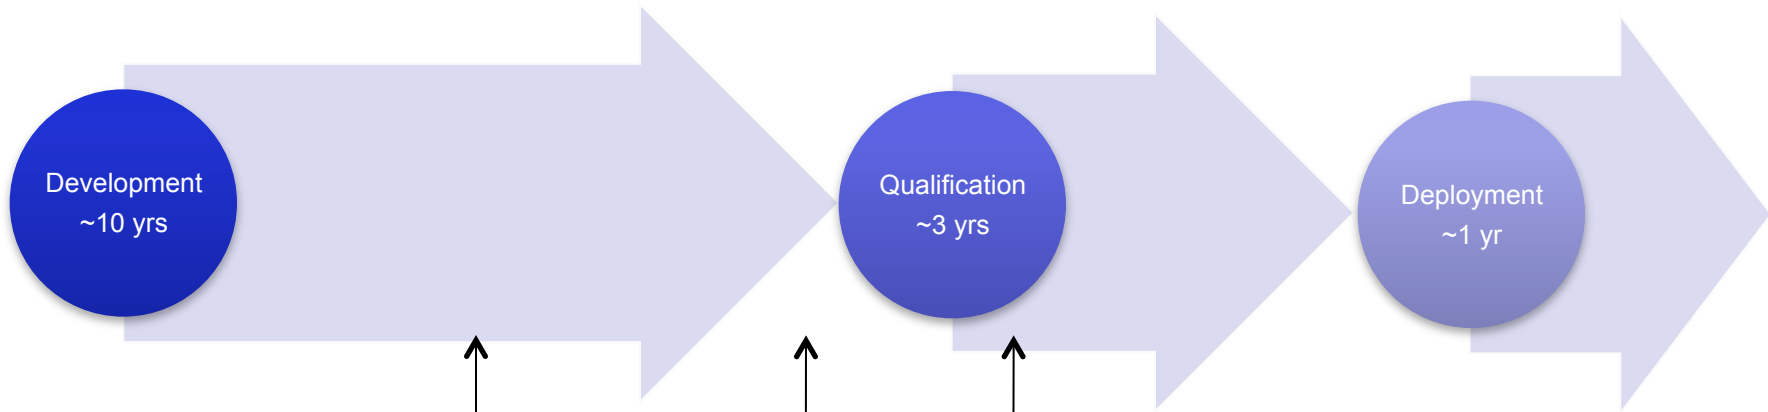 Development
~10 yrs
Qualification
~3 yrs
Deployment
~1 yr